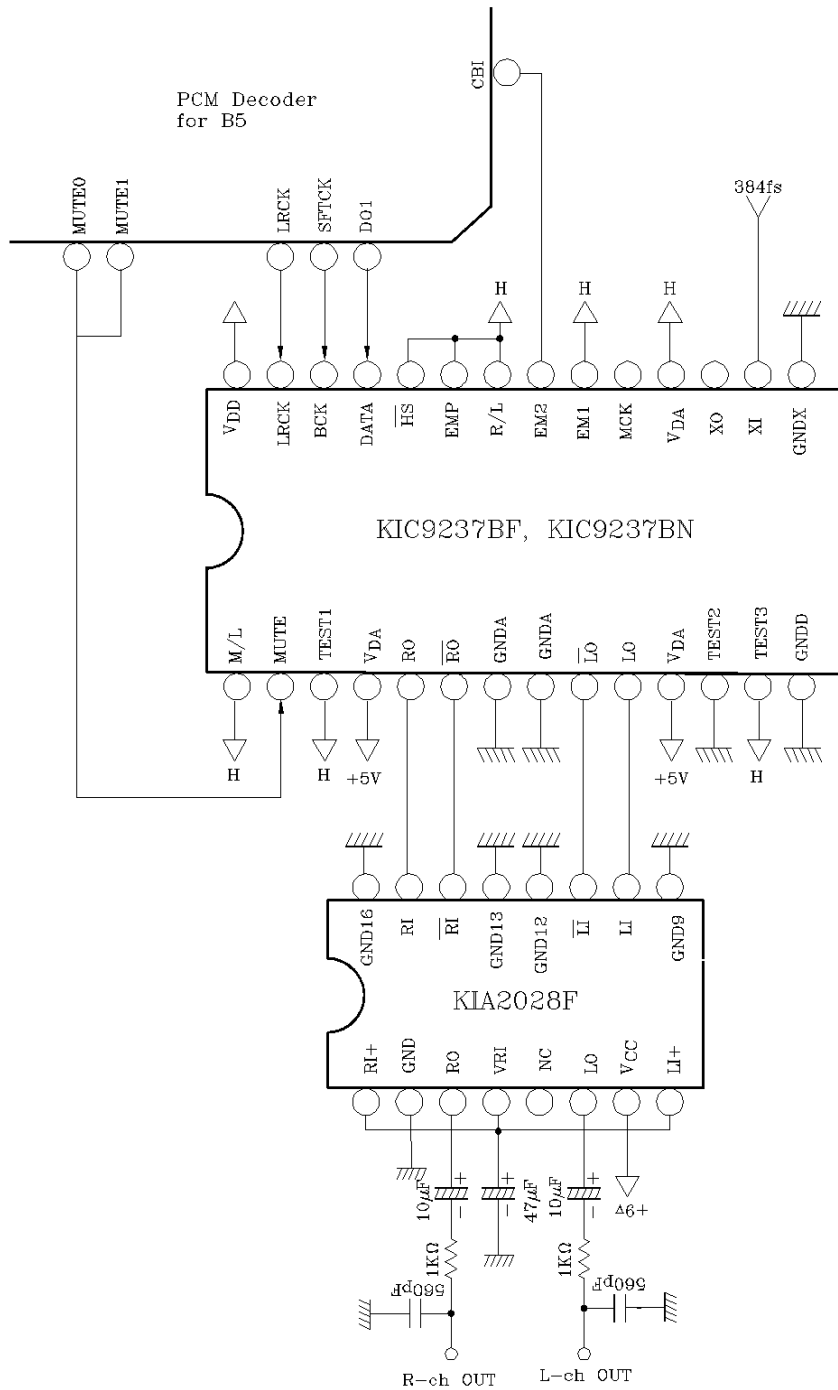 PCM Decoder
for B5
CBI
MUTE0
MUTE1
LRCK
SFTCK
DO1
384fs
H
H
H
VDD
LRCK
BCK
DATA
HS
EMP
R/L
EM2
EM1
MCK
VDA
XO
XI
GNDX
KIC9237BF, KIC9237BN
M/L
MUTE
TEST1
VDA
RO
RO
GNDA
GNDA
LO
LO
VDA
TEST2
TEST3
GNDD
H
H
+5V
+5V
H
GND16
RI
RI
GND13
GND12
LI
LI
GND9
KIA2028F
RI+
GND
RO
VRI
NC
LO
VCC
LI+
10μF
+
-
+
-
47μF
10μF
+
-
+9V
1KΩ
1KΩ
560pF
560pF
R-ch OUT
L-ch OUT